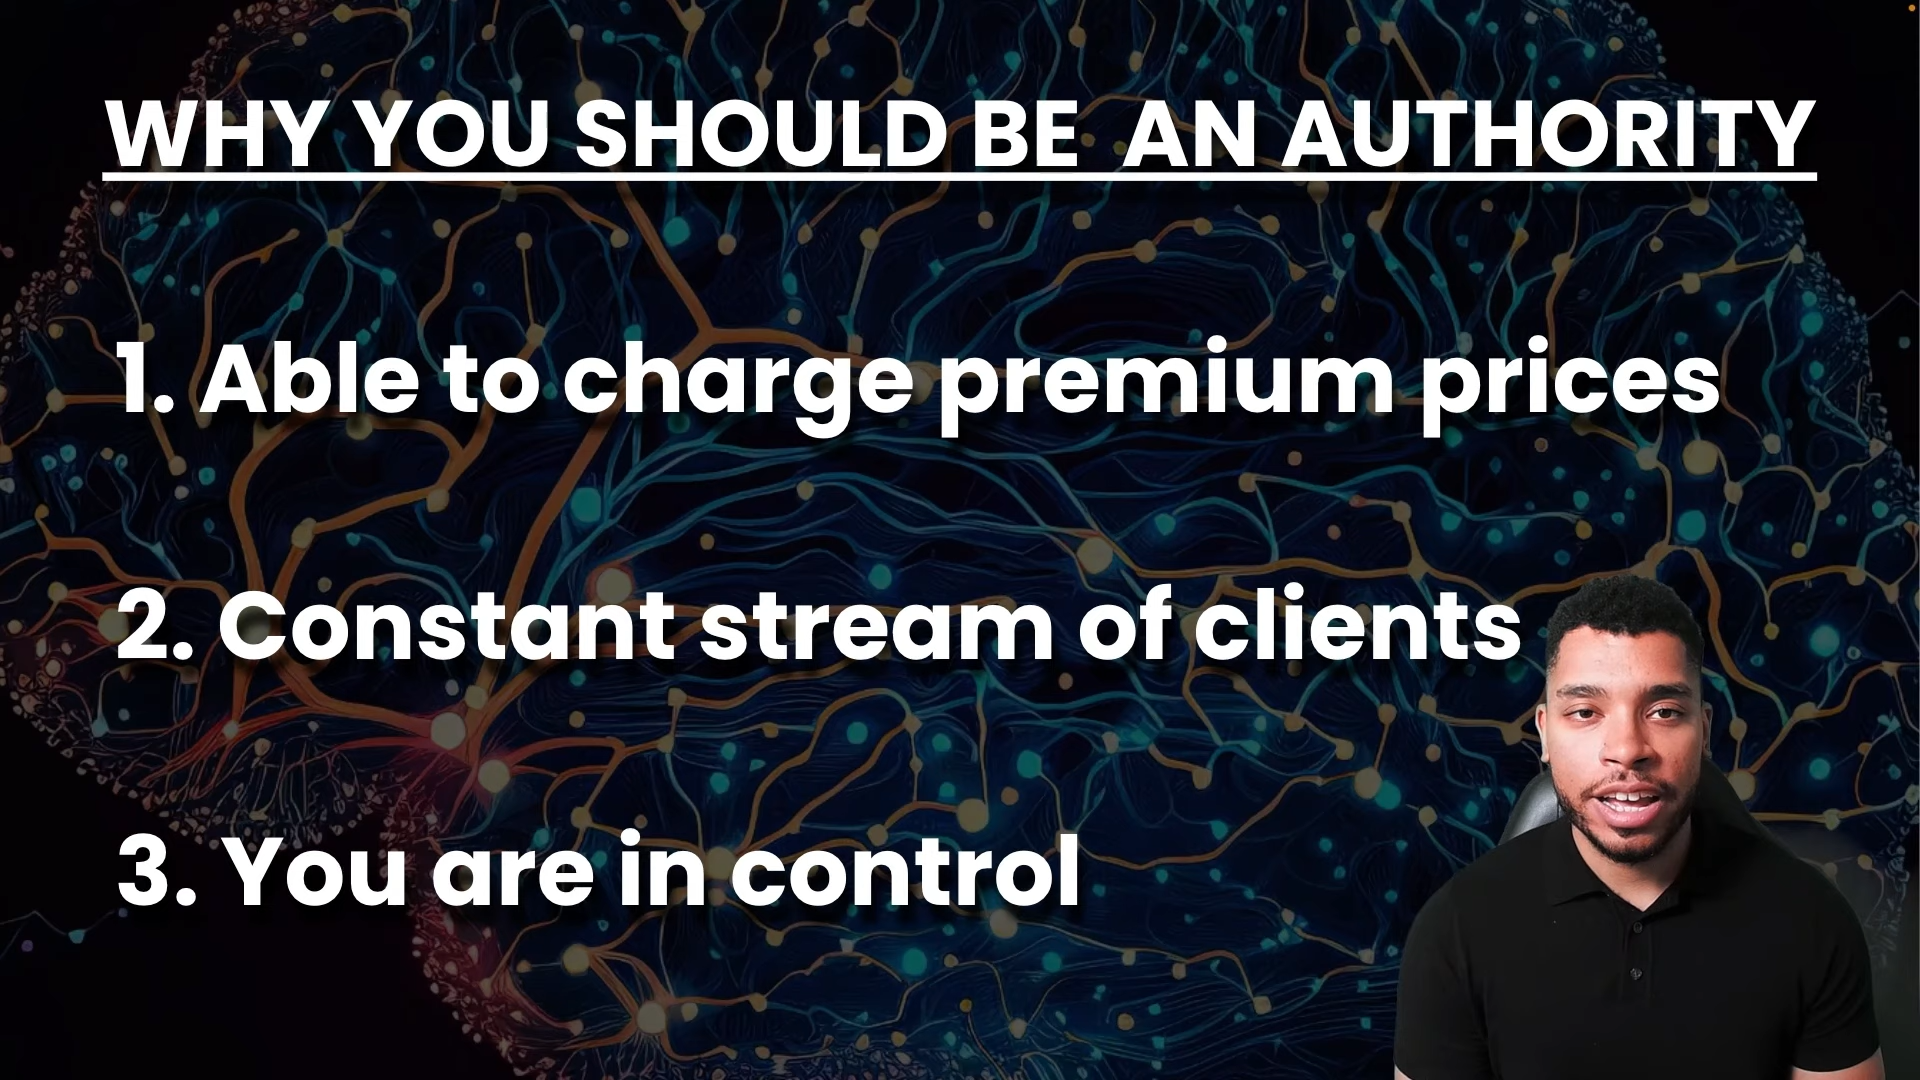 WHY YOU SHOULD BE  AN AUTHORITY
1. Able to charge premium prices
2. Constant stream of clients
3. You are in control